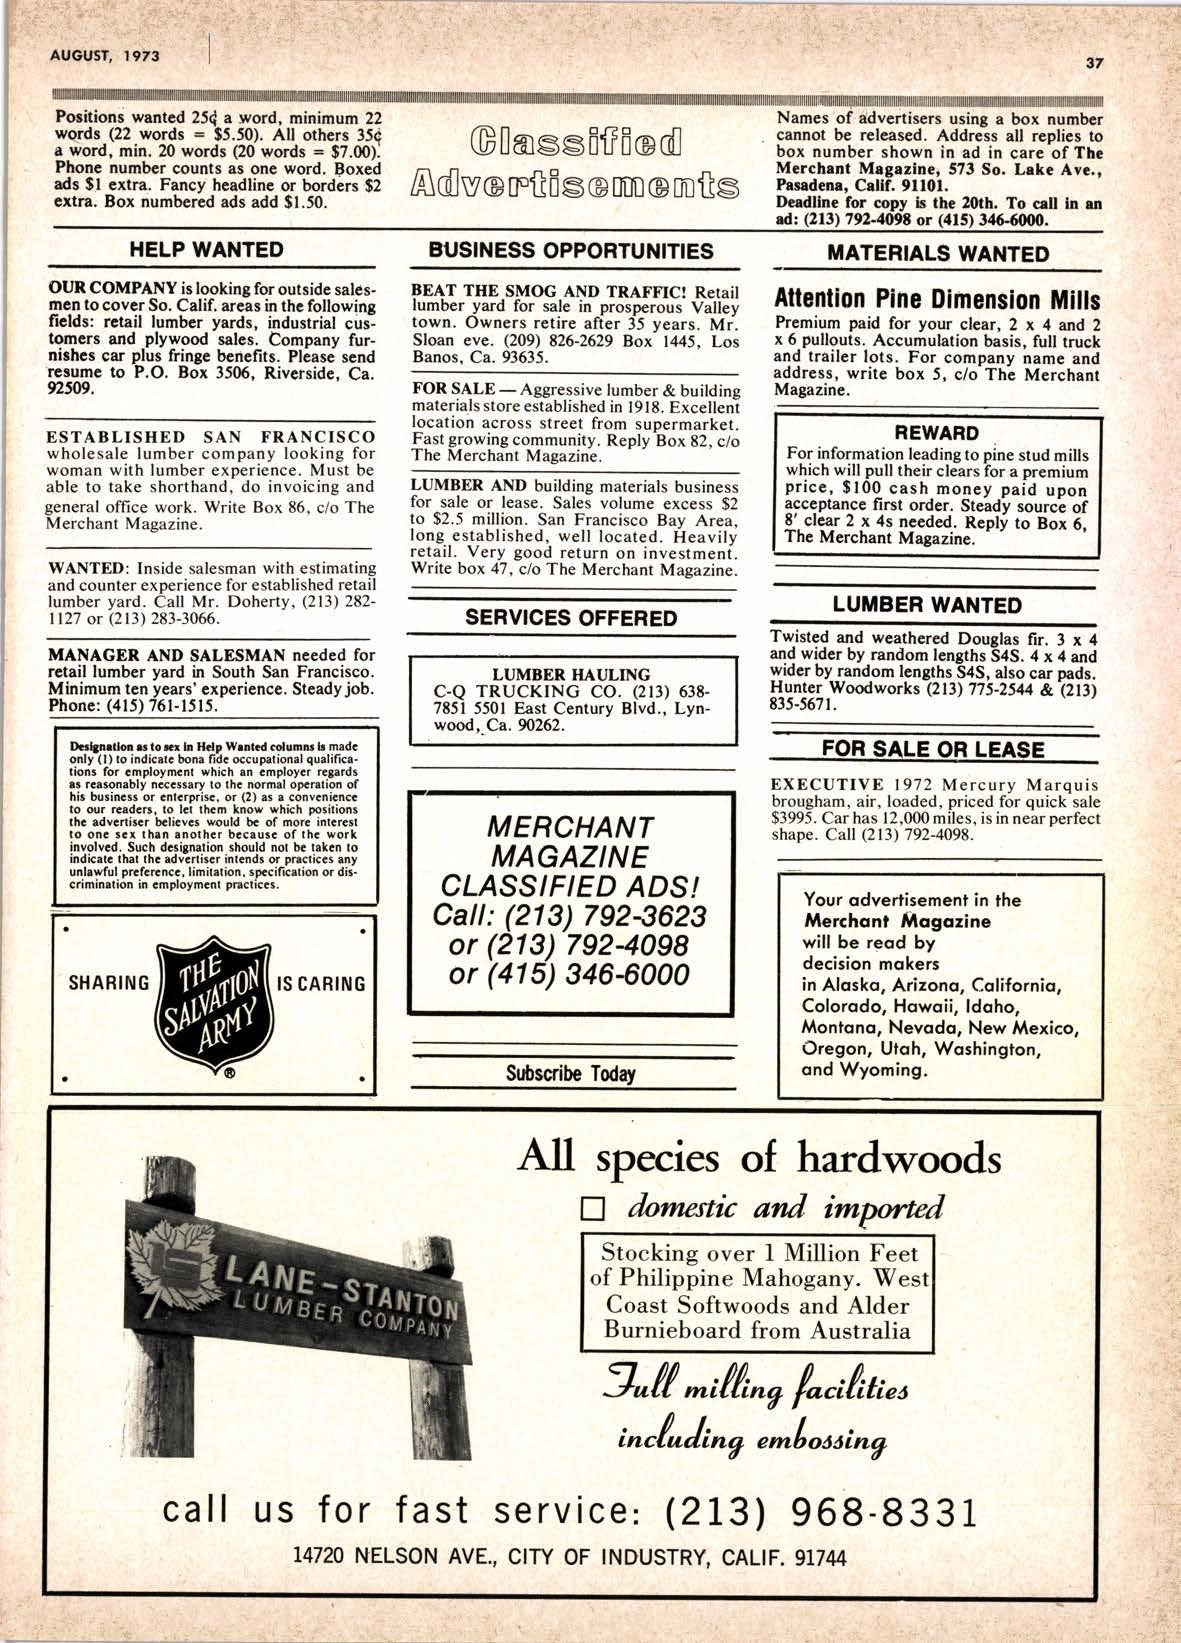 AUGUST, 1973
37
Positions wanted 25¢ a word, minimum 22
words (22 words = $5.50). All others 35¢
a word, min. 20 words (20 words = $7.00).
Phone number counts as one word. Boxed
ads $1 extra. Fancy headline or borders $2
extra. Box numbered ads add $1.50.
Classified
Advertisements
Names of advertisers using a box number
cannot be released. Address all replies to
box number shown in ad in care of The
Merchant Magazine, 573 So. Lake Ave.,
Pasadena, Calif. 91101.
Deadline for copy is the 20th. To call in an
ad: (213) 792-4098 or (415) 346-6000.
HELP WANTED
OUR COMPANY is looking for outside sales-
men to cover So. Calif. areas in the following
fields: retail lumber yards, industrial cus-
tomers and plywood sales. Company fur-
nishes car plus fringe benefits. Please send
resume to P.O. Box 3506, Riverside, Ca.
92509.
ESTABLISHED SAN FRANCISCO
wholesale lumber company looking for
woman with lumber experience. Must be
able to take shorthand, do invoicing and
general office work. Write Box 86, c/o The
Merchant Magazine.
WANTED: Inside salesman with estimating
and counter experience for established retail
lumber yard. Call Mr. Doherty, (213) 282-
1127 or (213) 283-3066.
MANAGER AND SALESMAN needed for
retail lumber yard in South San Francisco.
Minimum ten years' experience. Steady job.
Phone: (415) 761-1515.
Designation as to sex in Help Wanted columns is made
only (1) to indicate bona fide occupational qualifica-
tions for employment which an employer regards
as reasonably necessary to the normal operation of
his business or enterprise, or (2) as a convenience
to our readers, to let them know which positions
the advertiser believes would be of more interest
to one sex than another because of the work
involved. Such designation should not be taken to
indicate that the advertiser intends or practices any
unlawful preference, limitation, specification or dis-
crimination in employment practices.
SHARING
THE
SALVATION
ARMY
®
IS CARING
BUSINESS OPPORTUNITIES
BEAT THE SMOG AND TRAFFIC! Retail
lumber yard for sale in prosperous Valley
town. Owners retire after 35 years. Mr.
Sloan eve. (209) 826-2629 Box 1445, Los
Banos, Ca. 93635.
FOR SALE — Aggressive lumber & building
materials store established in 1918. Excellent
location across street from supermarket.
Fast growing community. Reply Box 82, c/o
The Merchant Magazine.
LUMBER AND building materials business
for sale or lease. Sales volume excess $2
to $2.5 million. San Francisco Bay Area,
long established, well located. Heavily
retail. Very good return on investment.
Write box 47, c/o The Merchant Magazine.
SERVICES OFFERED
LUMBER HAULING
C-Q TRUCKING CO. (213) 638-
7851 5501 East Century Blvd., Lyn-
wood, Ca. 90262.
MERCHANT
MAGAZINE
CLASSIFIED ADS!
Call: (213) 792-3623
or (213) 792-4098
or (415) 346-6000
Subscribe Today
MATERIALS WANTED
Attention Pine Dimension Mills
Premium paid for your clear, 2 x 4 and 2
x 6 pullouts. Accumulation basis, full truck
and trailer lots. For company name and
address, write box 5, c/o The Merchant
Magazine.
REWARD
For information leading to pine stud mills
which will pull their clears for a premium
price, $100 cash money paid upon
acceptance first order. Steady source of
8' clear 2 x 4s needed. Reply to Box 6,
The Merchant Magazine.
LUMBER WANTED
Twisted and weathered Douglas fir. 3 x 4
and wider by random lengths S4S. 4 x 4 and
wider by random lengths S4S, also car pads.
Hunter Woodworks (213) 775-2544 & (213)
835-5671.
FOR SALE OR LEASE
EXECUTIVE 1972 Mercury Marquis
brougham, air, loaded, priced for quick sale
$3995. Car has 12,000 miles, is in near perfect
shape. Call (213) 792-4098.
Your advertisement in the
Merchant Magazine
will be read by
decision makers
in Alaska, Arizona, California,
Colorado, Hawaii, Idaho,
Montana, Nevada, New Mexico,
Oregon, Utah, Washington,
and Wyoming.
LANE-STANTON
LUMBER COMPANY
All species of hardwoods
domestic and imported
Stocking over 1 Million Feet
of Philippine Mahogany. West
Coast Softwoods and Alder
Burnieboard from Australia
Full milling facilities
including embossing
call us for fast service: (213) 968-8331
14720 NELSON AVE., CITY OF INDUSTRY, CALIF. 91744